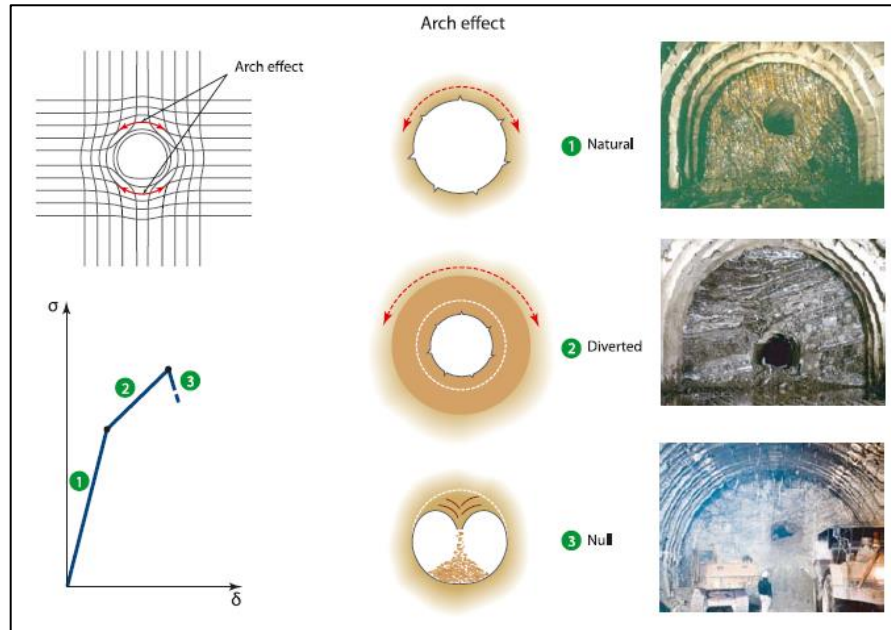 Arch effect
Arch effect
1 Natural
2 Diverted
3 Null
σ
1
2
3
δ